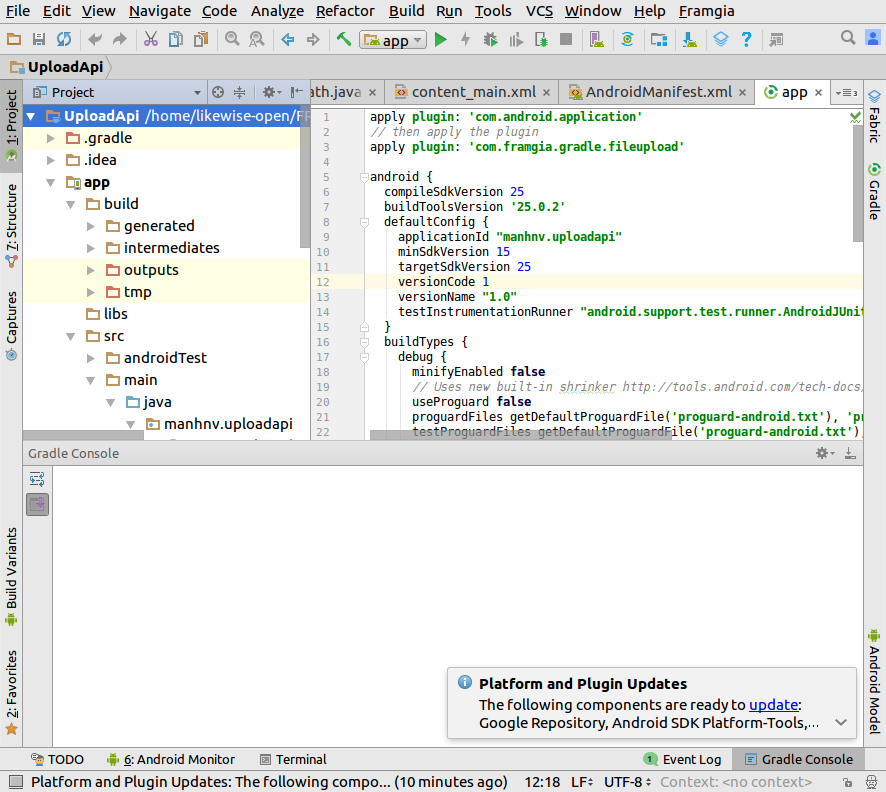 File Edit View Navigate Code Analyze Refactor Build Run Tools VCS Window Help Framgia
app
UploadApi
Project
ath.java content_main.xml AndroidManifest.xml app 3
1: Project
7: Structure
Captures
Build Variants
2: Favorites
UploadApi /home/likewise-open/FR
.gradle
.idea
app
build
generated
intermediates
outputs
tmp
libs
src
androidTest
main
java
manhnv.uploadapi
1 apply plugin: 'com.android.application'
2 // then apply the plugin
3 apply plugin: 'com.framgia.gradle.fileupload'
4
5 android {
6 compileSdkVersion 25
7 buildToolsVersion '25.0.2'
8 defaultConfig {
9 applicationId "manhnv.uploadapi"
10 minSdkVersion 15
11 targetSdkVersion 25
12 versionCode 1
13 versionName "1.0"
14 testInstrumentationRunner "android.support.test.runner.AndroidJUnit
15 }
16 buildTypes {
17 debug {
18 minifyEnabled false
19 // Uses new built-in shrinker http://tools.android.com/tech-docs/
20 useProguard false
21 proguardFiles getDefaultProguardFile('proguard-android.txt'), 'pr
22 testProguardFiles getDefaultProguardFile('proguard-android.txt'),
Fabric
Gradle
Android Model
Gradle Console
Platform and Plugin Updates
The following components are ready to update:
Google Repository, Android SDK Platform-Tools,...
TODO 6: Android Monitor Terminal 1 Event Log Gradle Console
Platform and Plugin Updates: The following compo... (10 minutes ago) 12:18 LF UTF-8 Context: <no context>